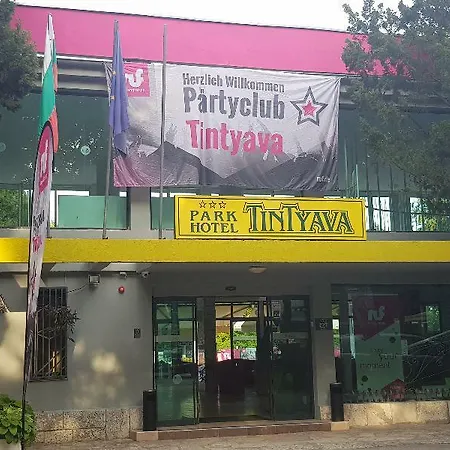 Herzlich Willkommen
Pärtyclub
Tintyava
PARK
HOTEL
TINTYAVA